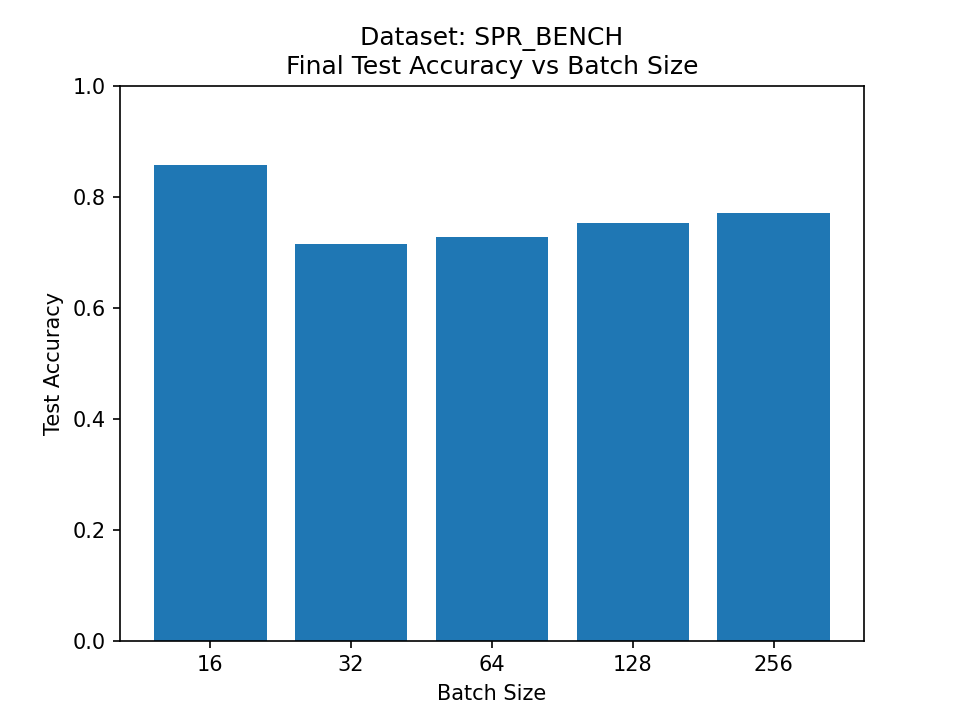 Dataset: SPR_BENCH
Final Test Accuracy vs Batch Size
1.0
0.8
0.6
0.4
0.2
0.0
Test Accuracy
16 32 64 128 256
Batch Size